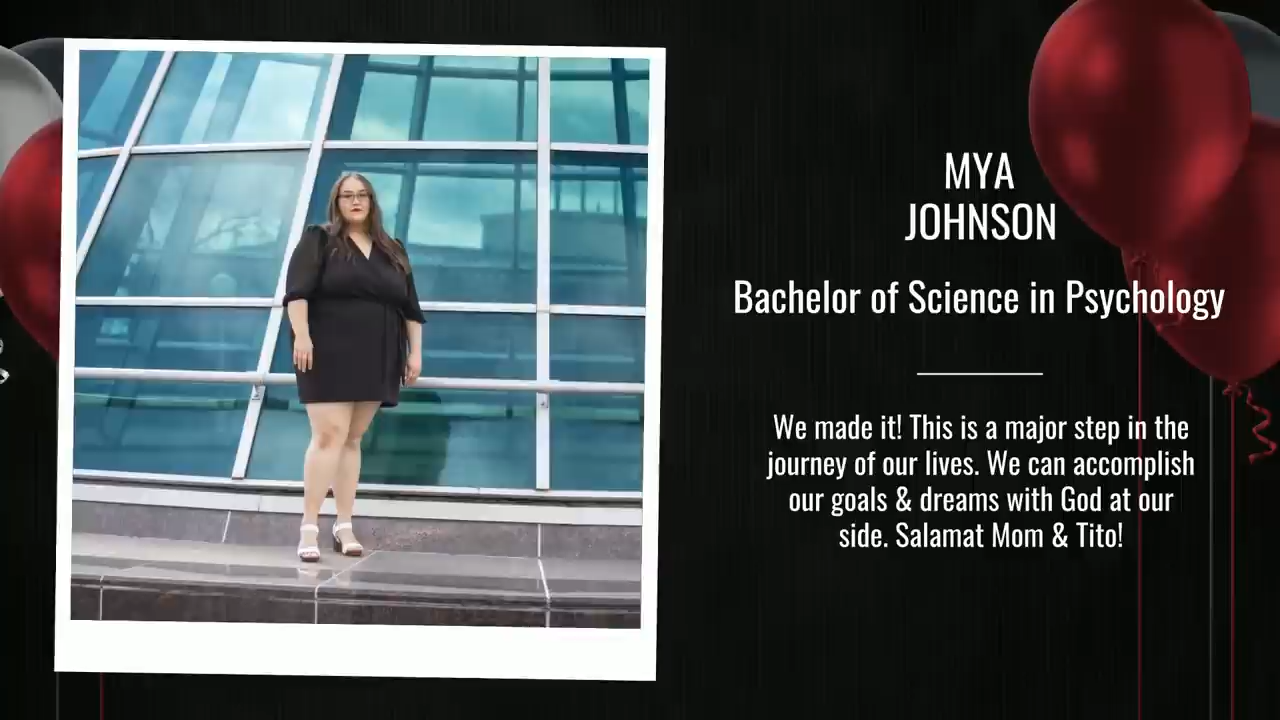 MYA
JOHNSON
Bachelor of Science in Psychology
We made it! This is a major step in the
journey of our lives. We can accomplish
our goals & dreams with God at our
side. Salamat Mom & Tito!